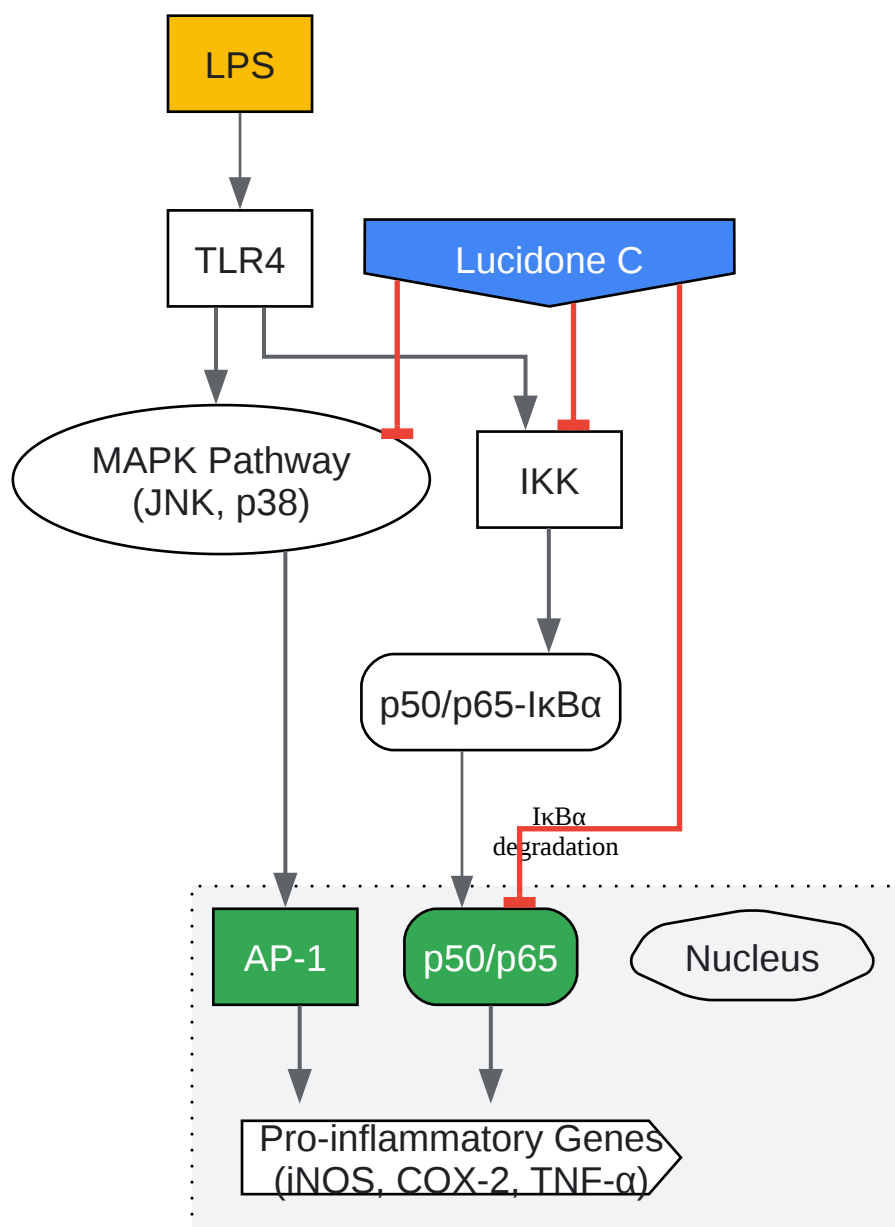 LPS
TLR4
Lucidone C
MAPK Pathway
(JNK, p38)
IKK
p50/p65-IκBα
IκBα
degradation
AP-1
p50/p65
Nucleus
Pro-inflammatory Genes
(iNOS, COX-2, TNF-α)